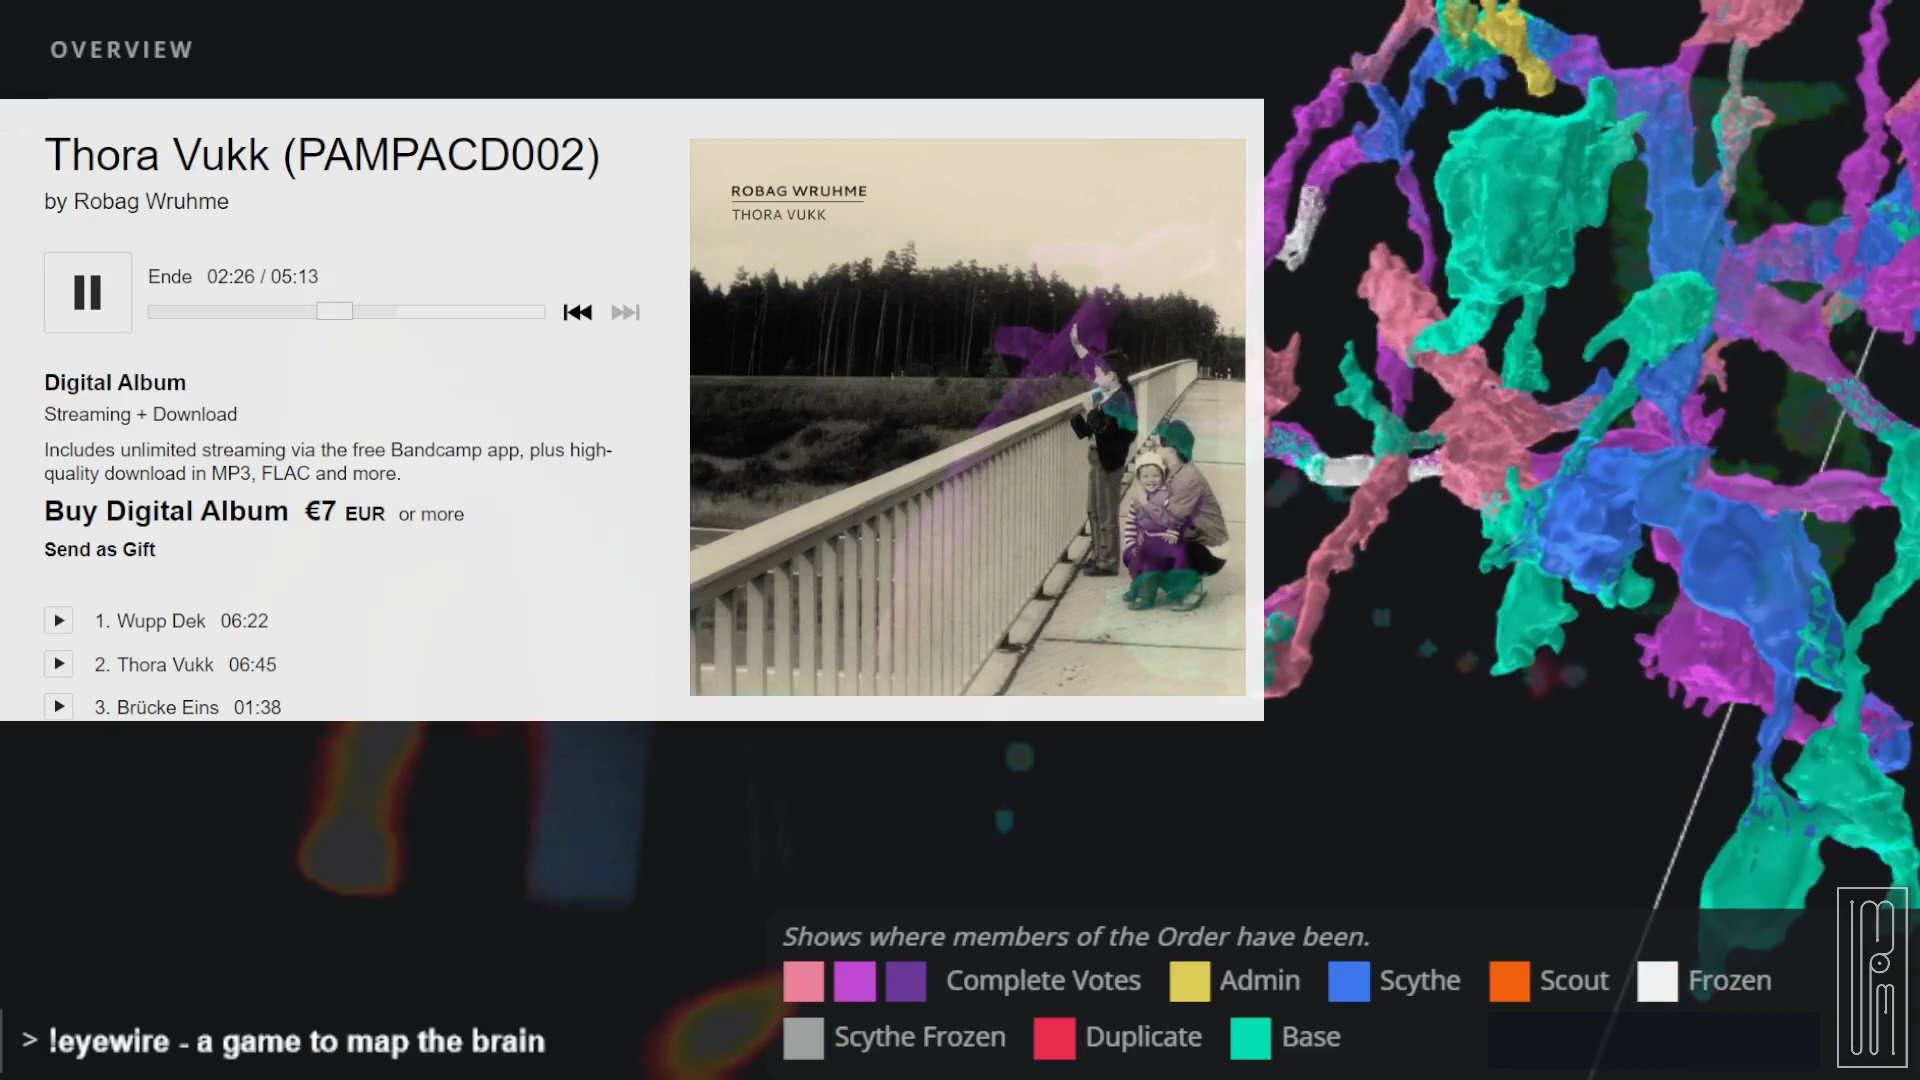 OVERVIEW
Thora Vukk (PAMPACD002)
by Robag Wruhme
Ende 02:26 / 05:13
Digital Album
Streaming + Download
Includes unlimited streaming via the free Bandcamp app, plus high-
quality download in MP3, FLAC and more.
Buy Digital Album €7 EUR or more
Send as Gift
1. Wupp Dek 06:22
2. Thora Vukk 06:45
3. Brücke Eins 01:38
ROBAG WRUHME
THORA VUKK
Shows where members of the Order have been.
Complete Votes Admin Scythe Scout Frozen
Scythe Frozen Duplicate Base
> !eyewire - a game to map the brain